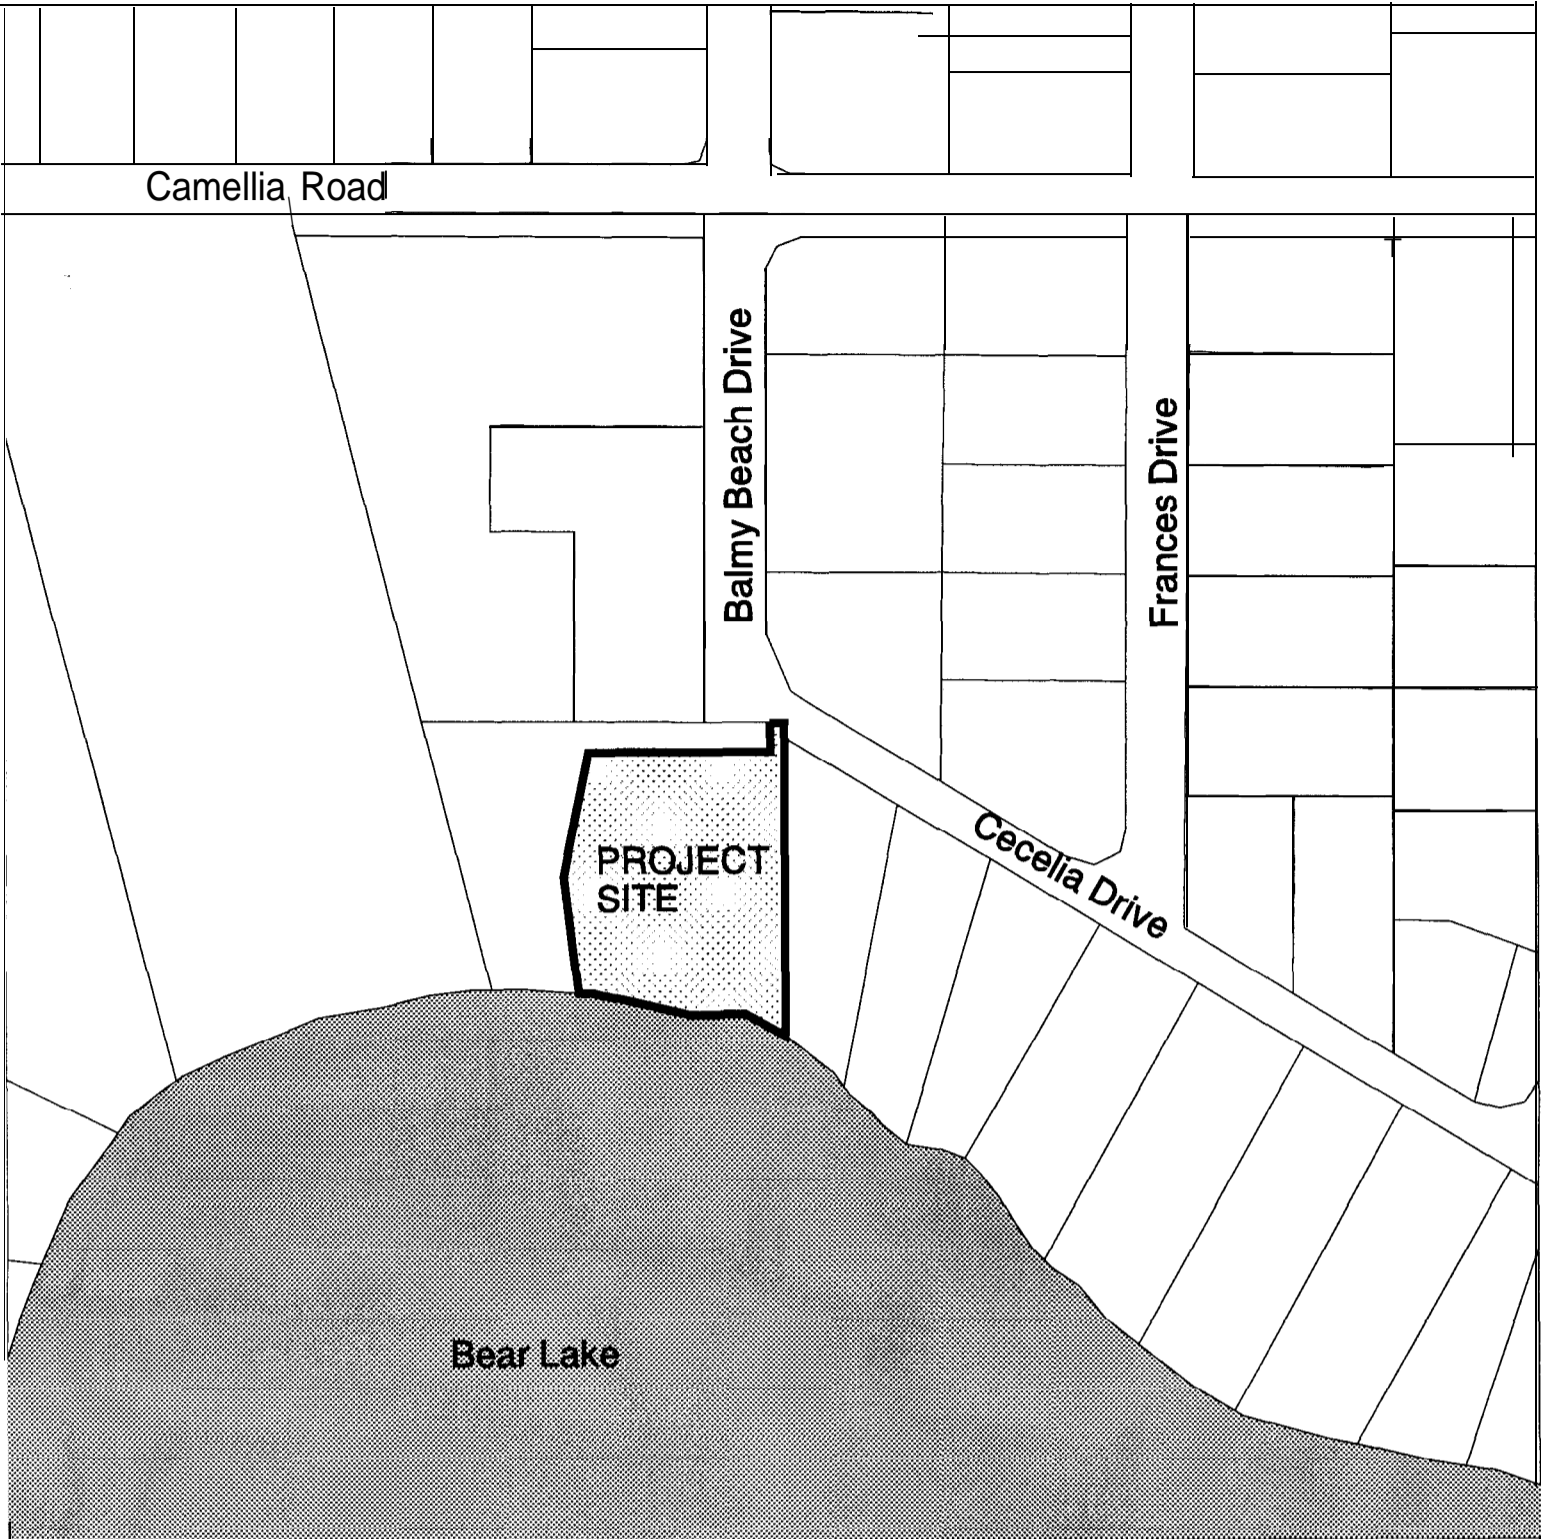 Camellia Road
Balmy Beach Drive
Frances Drive
Cecelia Drive
PROJECT
SITE
Bear Lake